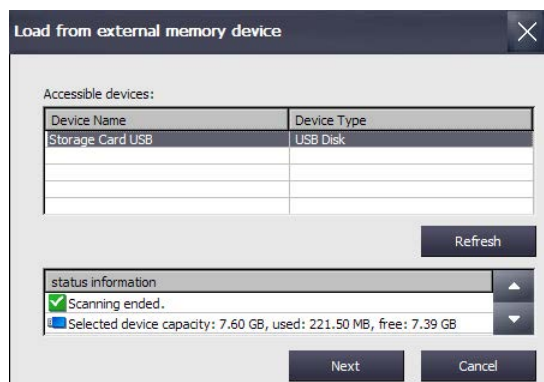 Load from external memory device
Accessible devices:
Device Name Device Type
Storage Card USB USB Disk
Refresh
status information
Scanning ended.
Selected device capacity: 7.60 GB, used: 221.50 MB, free: 7.39 GB
Next Cancel